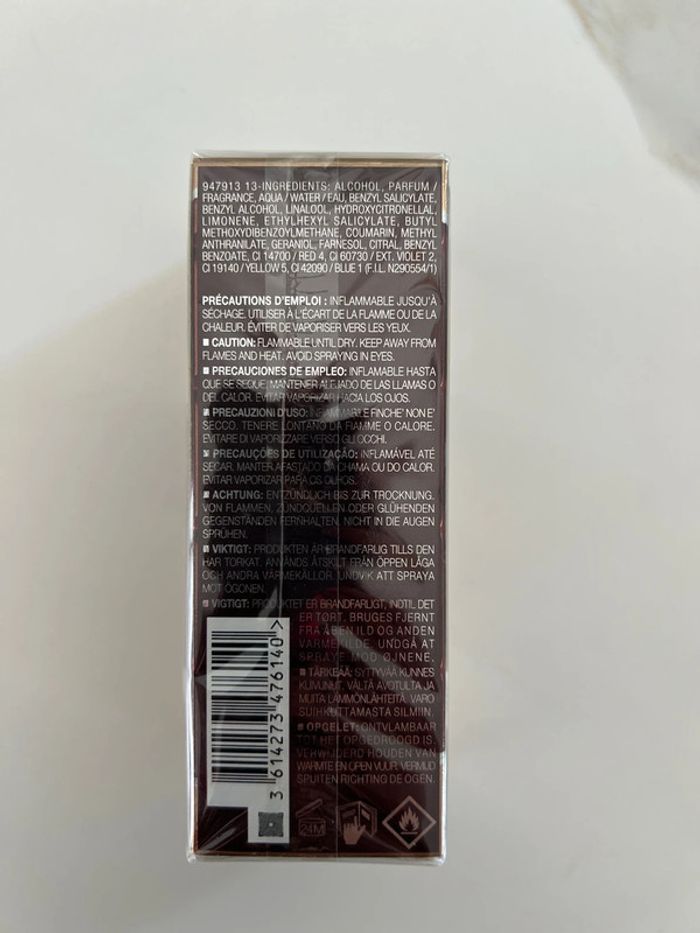 947913 13-INGREDIENTS: ALCOHOL, PARFUM /
FRAGRANCE, AQUA / WATER / EAU, BENZYL SALICYLATE,
BENZYL ALCOHOL, LINALOOL, HYDROXYCITRONELLAL,
LIMONENE, ETHYLHEXYL SALICYLATE, BUTYL
METHOXYDIBENZOYLMETHANE, COUMARIN, METHYL
ANTHRANILATE, GERANIOL, FARNESOL, CITRAL, BENZYL
BENZOATE, CI 14700 / RED 4, CI 60730 / EXT. VIOLET 2,
CI 19140 / YELLOW 5, CI 42090 / BLUE 1 (F.I.L. N290554/1)
PRÉCAUTIONS D'EMPLOI : INFLAMMABLE JUSQU'À
SÉCHAGE. UTILISER À L'ÉCART DE LA FLAMME OU DE LA
CHALEUR. ÉVITER DE VAPORISER VERS LES YEUX.
CAUTION: FLAMMABLE UNTIL DRY. KEEP AWAY FROM
FLAMES AND HEAT. AVOID SPRAYING IN EYES.
PRECAUCIONES DE EMPLEO: INFLAMABLE HASTA
QUE SE SEQUE. MANTENER ALEJADO DE LAS LLAMAS O
DEL CALOR. EVITAR VAPORIZAR HACIA LOS OJOS.
PRECAUZIONI D'USO: INFIAMMABILE FINCHE' NON E'
SECCO. TENERE LONTANO DA FIAMME O CALORE.
EVITARE DI VAPORIZZARE VERSO GLI OCCHI.
PRECAUÇÕES DE UTILIZAÇÃO: INFLAMÁVEL ATÉ
SECAR. MANTER AFASTADO DA CHAMA OU DO CALOR.
EVITAR VAPORIZAR PARA OS OLHOS.
ACHTUNG: ENTZÜNDLICH BIS ZUR TROCKNUNG.
VON FLAMMEN, ZÜNDQUELLEN ODER GLÜHENDEN
GEGENSTÄNDEN FERNHALTEN. NICHT IN DIE AUGEN
SPRÜHEN.
VIKTIGT: PRODUKTEN ÄR BRANDFARLIG TILLS DEN
HAR TORKAT. ANVÄNDS ÅTSKILT FRÅN ÖPPEN LÅGA
OCH ANDRA VÄRMEKÄLLOR. UNDVIK ATT SPRAYA
MOT ÖGONEN.
VIGTIGT: PRODUKTET ER BRANDFARLIGT, INDTIL DET
ER TØRT. BRUGES FJERNT
FRA ÅBEN ILD OG ANDEN
VARMEKILDE. UNDGÅ AT
SPRAYE MOD ØJNENE.
TÄRKEÄÄ: SYTTYVÄÄ KUNNES
KUIVUNUT. VÄLTÄ AVOTULTA JA
MUITA LÄMMÖNLÄHTEITÄ. VARO
SUIHKUTTAMASTA SILMIIN.
OPGELET: ONTVLAMBAAR
TOT HET OPGEDROOGD IS.
VERWIJDERD HOUDEN VAN
WARMTE EN OPEN VUUR. VERMIJD
SPUITEN RICHTING DE OGEN.
3 614273 476140 >
24M